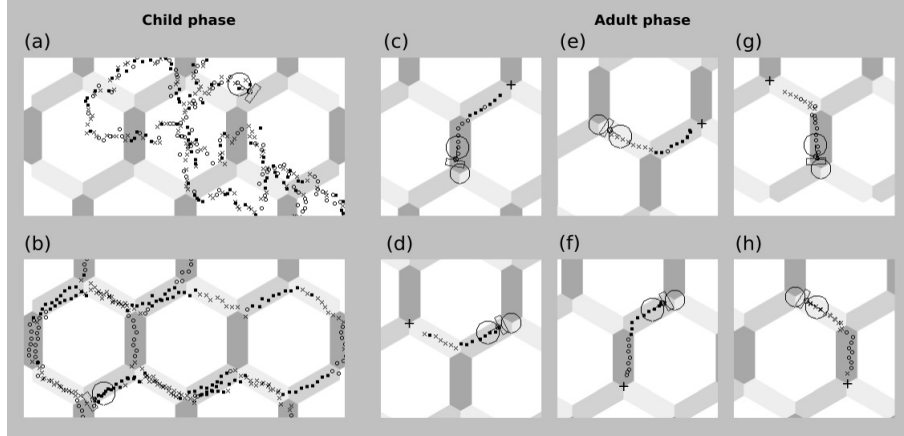 Child phase
Adult phase
(a)
(c)
(e)
(g)
(b)
(d)
(f)
(h)